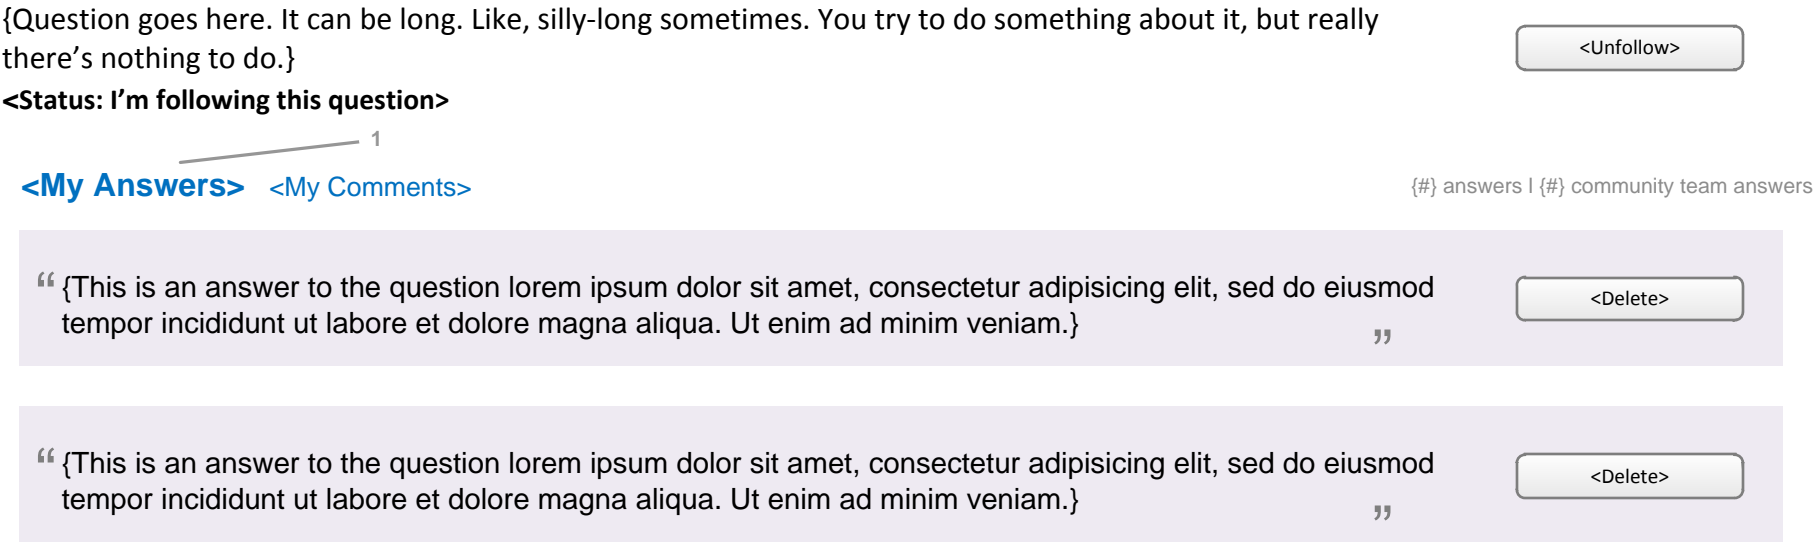 {Question goes here. It can be long. Like, silly-long sometimes. You try to do something about it, but really
there’s nothing to do.}
<Unfollow>
<Status: I’m following this question>
1
<My Answers> <My Comments>
{#} answers I {#} community team answers
“ {This is an answer to the question lorem ipsum dolor sit amet, consectetur adipisicing elit, sed do eiusmod
tempor incididunt ut labore et dolore magna aliqua. Ut enim ad minim veniam.} ”
<Delete>
“ {This is an answer to the question lorem ipsum dolor sit amet, consectetur adipisicing elit, sed do eiusmod
tempor incididunt ut labore et dolore magna aliqua. Ut enim ad minim veniam.} ”
<Delete>